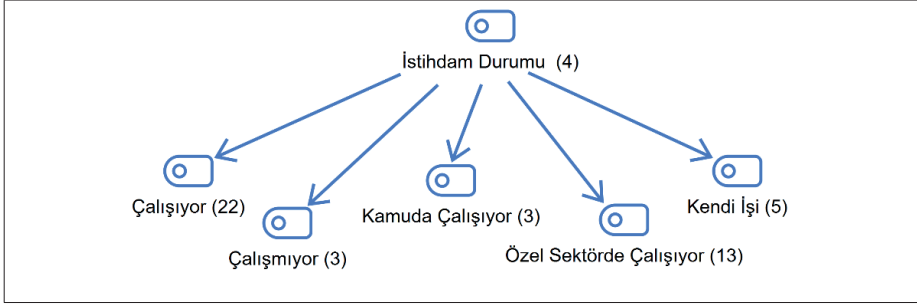 İstihdam Durumu (4)
Çalışıyor (22)
Çalışmıyor (3)
Kamuda Çalışıyor (3)
Özel Sektörde Çalışıyor (13)
Kendi İşi (5)